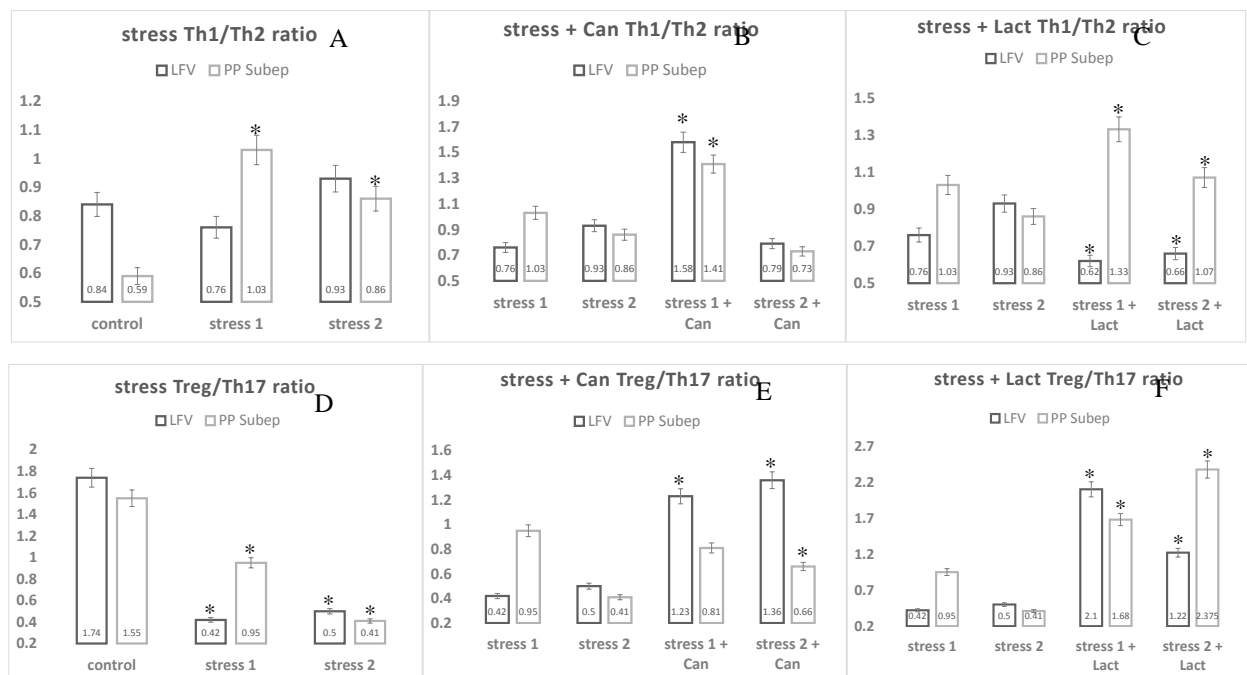 stress Th1/Th2 ratio A
LFV PP Subep
1.2
1.1
1
0.9
0.8
0.7
0.6
0.5
* *
0.84 0.59 0.76 1.03 0.93 0.86
control stress 1 stress 2
stress + Can Th1/Th2 ratio B
LFV PP Subep
1.9
1.7
1.5
1.3
1.1
0.9
0.7
0.5
* *
0.76 1.03 0.93 0.86 1.58 1.41 0.79 0.73
stress 1 stress 2 stress 1 + stress 2 +
Can Can
stress + Lact Th1/Th2 ratio C
LFV PP Subep
1.5
1.3
1.1
0.9
0.7
0.5
* * * *
0.76 1.03 0.93 0.86 0.62 1.33 0.66 1.07
stress 1 stress 2 stress 1 + stress 2 +
Lact Lact
stress Treg/Th17 ratio D
LFV PP Subep
2
1.8
1.6
1.4
1.2
1
0.8
0.6
0.4
0.2
* * * *
1.74 1.55 0.42 0.95 0.5 0.41
control stress 1 stress 2
stress + Can Treg/Th17 ratio E
LFV PP Subep
1.6
1.4
1.2
1
0.8
0.6
0.4
0.2
* * *
0.42 0.95 0.5 0.41 1.23 0.81 1.36 0.66
stress 1 stress 2 stress 1 + stress 2 +
Can Can
stress + Lact Treg/Th17 ratio F
LFV PP Subep
2.7
2.2
1.7
1.2
0.7
0.2
* * * *
0.42 0.95 0.5 0.41 2.1 1.68 1.22 2.375
stress 1 stress 2 stress 1 + stress 2 +
Lact Lact